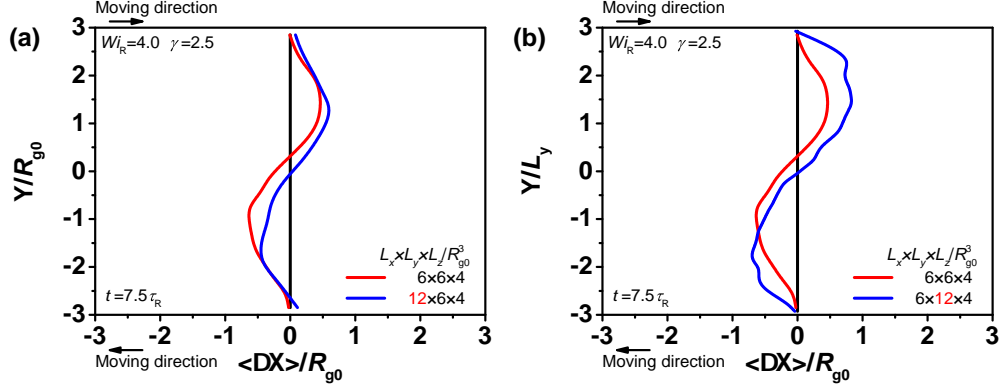 Moving direction
(a)
Wi_R=4.0 γ=2.5
3
2
1
0
-1
-2
-3
Y/R_g0
L_x×L_y×L_z/R_g0^3
6×6×4
12×6×4
t=7.5τ_R
-3 -2 -1 0 1 2 3
Moving direction
<DX>/R_g0
Moving direction
(b)
Wi_R=4.0 γ=2.5
3
2
1
0
-1
-2
-3
Y/L_y
L_x×L_y×L_z/R_g0^3
6×6×4
6×12×4
t=7.5τ_R
-3 -2 -1 0 1 2 3
Moving direction
<DX>/R_g0